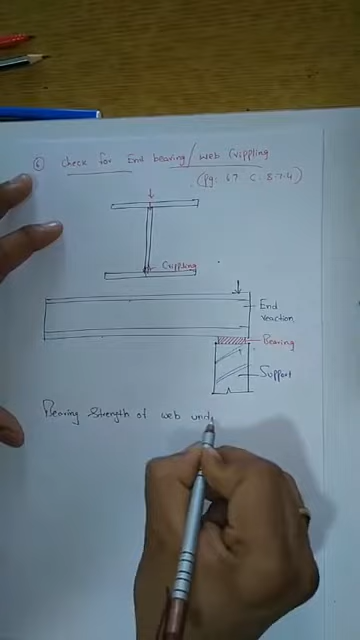 6 Check for End bearing / Web Crippling
(Pg: 67 C: 8.7.4)
Crippling
End
reaction
Bearing
Support
Bearing Strength of web und